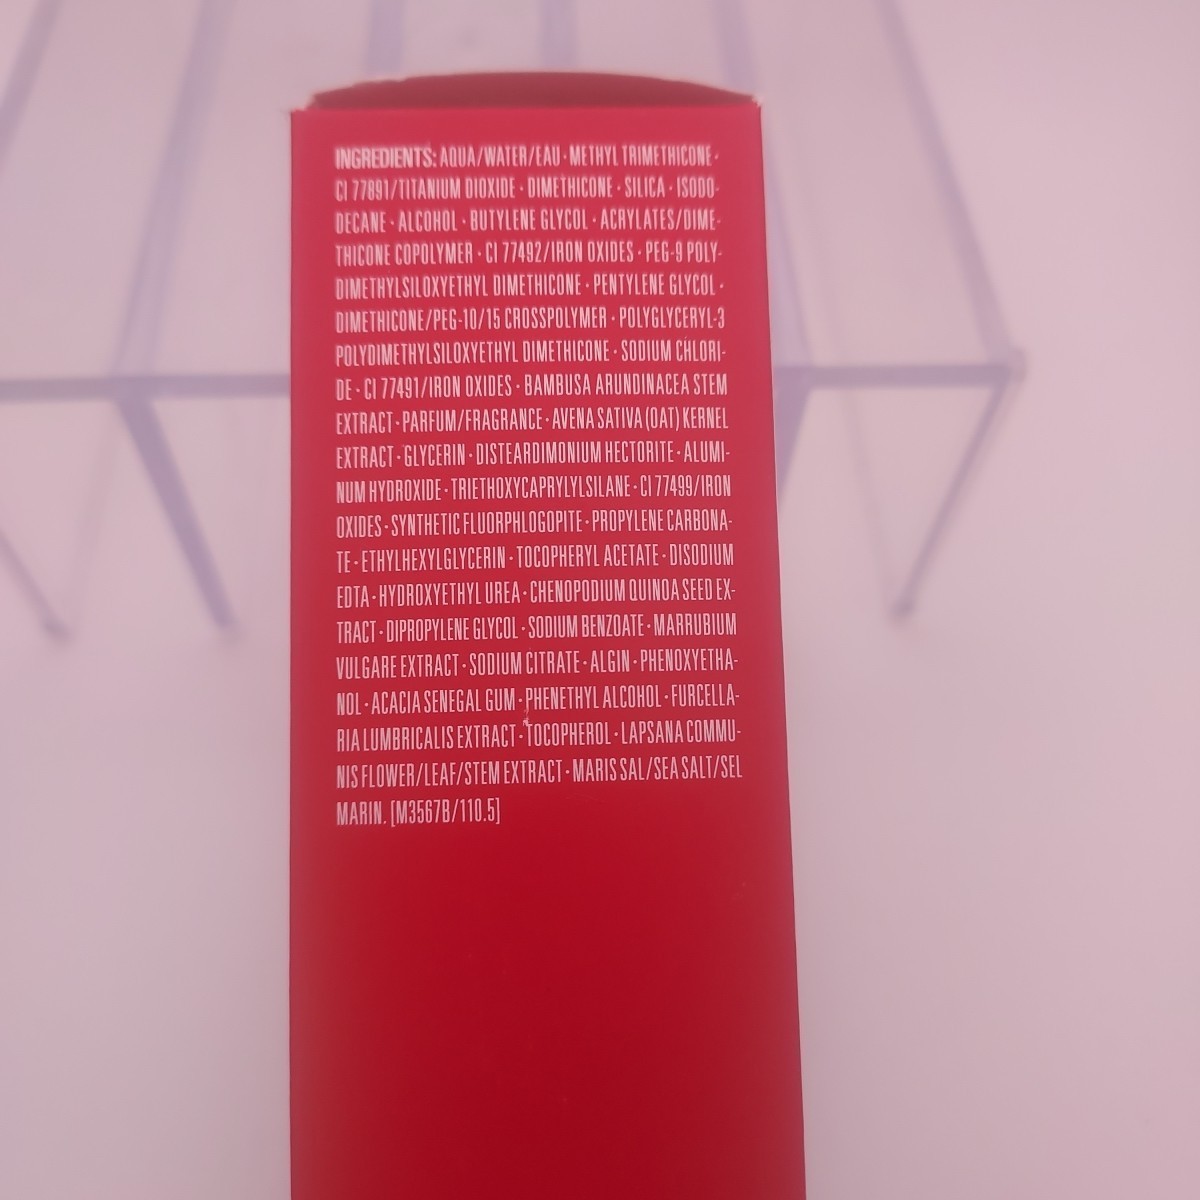 INGREDIENTS: AQUA/WATER/EAU · METHYL TRIMETHICONE ·
CI 77891/TITANIUM DIOXIDE · DIMETHICONE · SILICA · ISODO-
DECANE · ALCOHOL · BUTYLENE GLYCOL · ACRYLATES/DIME-
THICONE COPOLYMER · CI 77492/IRON OXIDES · PEG-9 POLY-
DIMETHYLSILOXYETHYL DIMETHICONE · PENTYLENE GLYCOL ·
DIMETHICONE/PEG-10/15 CROSSPOLYMER · POLYGLYCERYL-3
POLYDIMETHYLSILOXYETHYL DIMETHICONE · SODIUM CHLORI-
DE · CI 77491/IRON OXIDES · BAMBUSA ARUNDINACEA STEM
EXTRACT · PARFUM/FRAGRANCE · AVENA SATIVA (OAT) KERNEL
EXTRACT · GLYCERIN · DISTEARDIMONIUM HECTORITE · ALUMI-
NUM HYDROXIDE · TRIETHOXYCAPRYLYLSILANE · CI 77499/IRON
OXIDES · SYNTHETIC FLUORPHLOGOPITE · PROPYLENE CARBONA-
TE · ETHYLHEXYLGLYCERIN · TOCOPHERYL ACETATE · DISODIUM
EDTA · HYDROXYETHYL UREA · CHENOPODIUM QUINOA SEED EX-
TRACT · DIPROPYLENE GLYCOL · SODIUM BENZOATE · MARRUBIUM
VULGARE EXTRACT · SODIUM CITRATE · ALGIN · PHENOXYETHA-
NOL · ACACIA SENEGAL GUM · PHENETHYL ALCOHOL · FURCELLA-
RIA LUMBRICALIS EXTRACT · TOCOPHEROL · LAPSANA COMMU-
NIS FLOWER/LEAF/STEM EXTRACT · MARIS SAL/SEA SALT/SEL
MARIN. [M3567B/110.5]